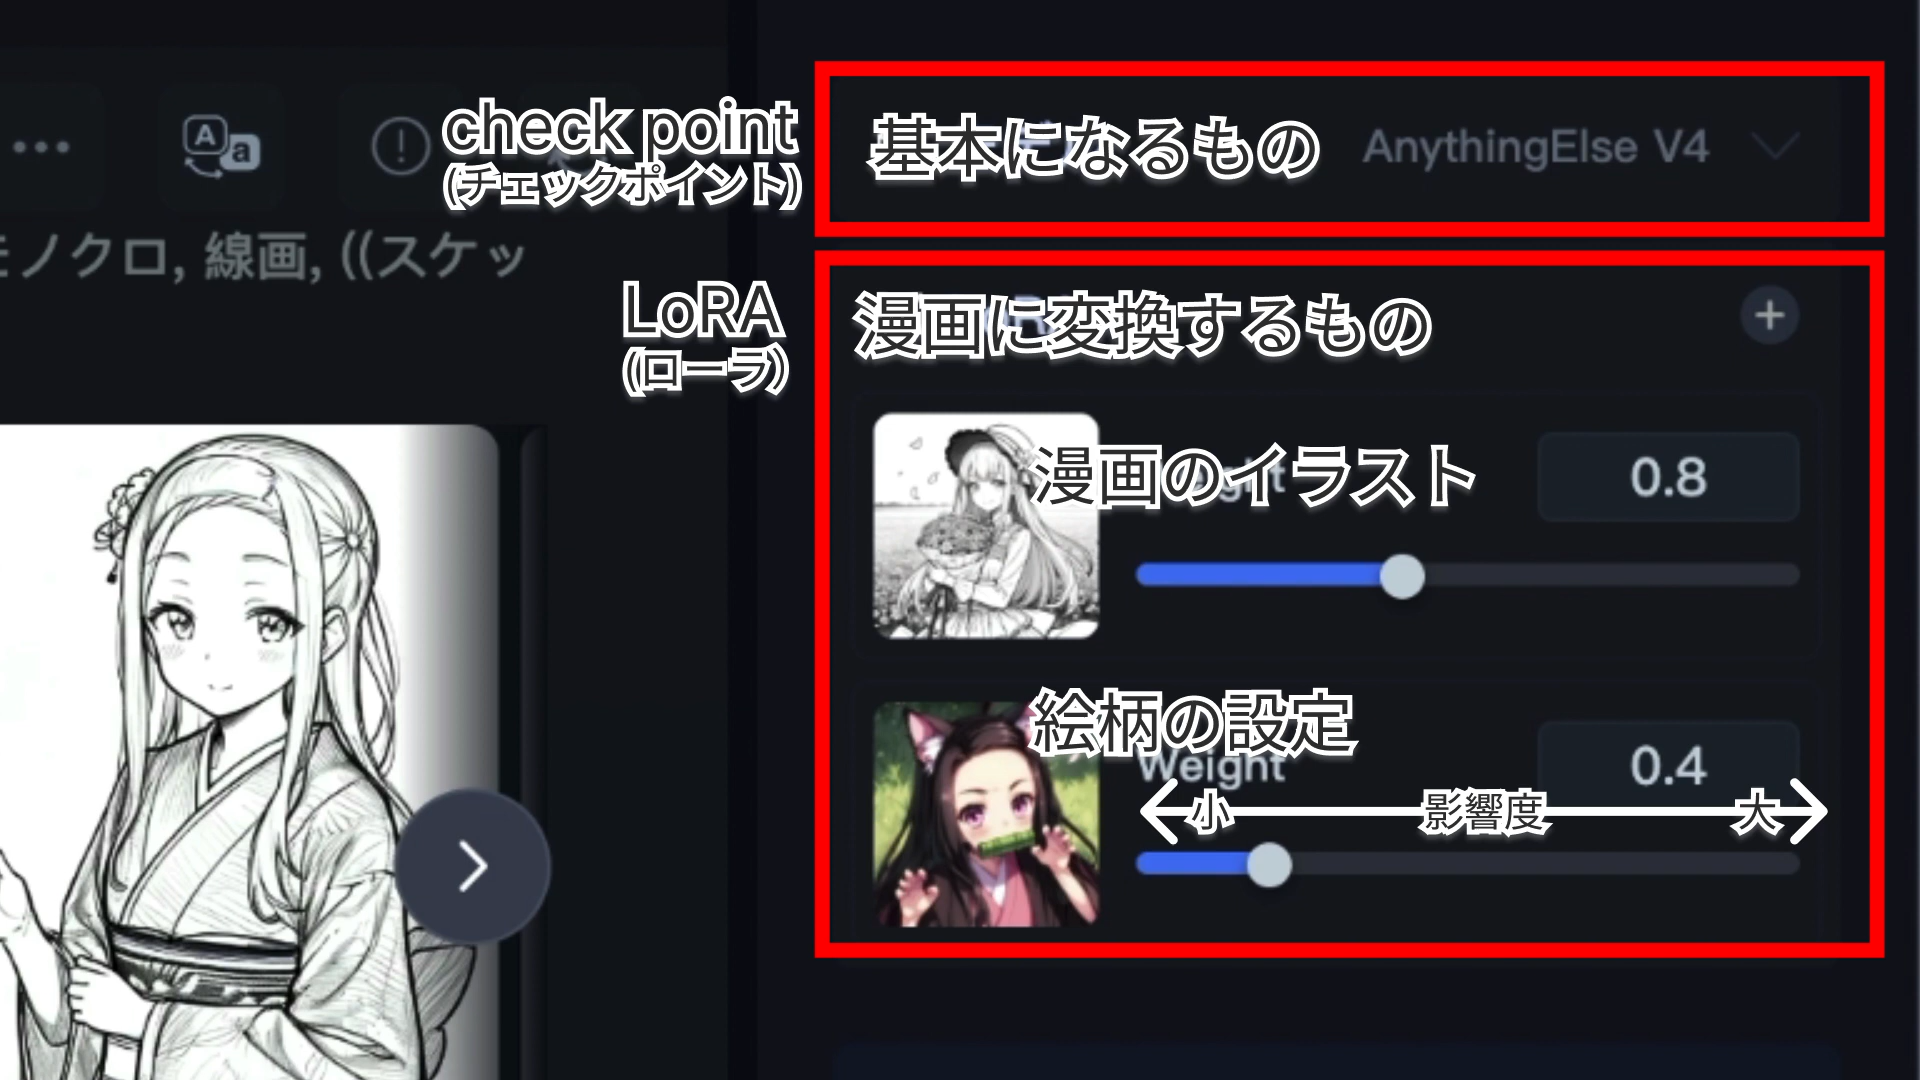 check point
(チェックポイント)
基本になるもの
AnythingElse V4
モノクロ, 線画, ((スケッ
LoRA
(ローラ)
漫画に変換するもの
漫画のイラスト
0.8
絵柄の設定
Weight
0.4
小 影響度 大